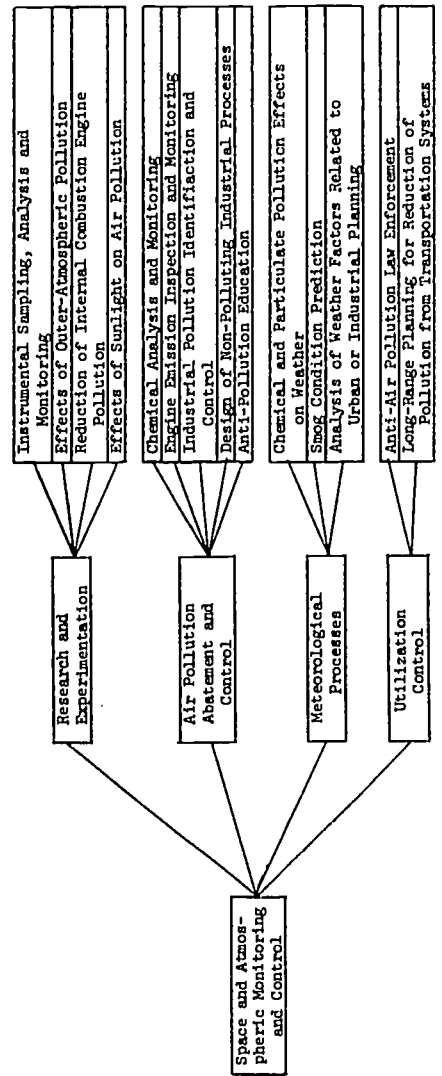 Space and Atmos-
pheric Monitoring
and Control
Research and
Experimentation
Instrumental Sampling, Analysis and
Monitoring
Effects of Outer-Atmospheric Pollution
Reduction of Internal Combustion Engine
Pollution
Effects of Sunlight on Air Pollution
Air Pollution
Abatement and
Control
Chemical Analysis and Monitoring
Engine Emission Inspection and Monitoring
Industrial Pollution Identifiaction and
Control
Design of Non-Polluting Industrial Processes
Anti-Pollution Education
Meteorological
Processes
Chemical and Particulate Pollution Effects
on Weather
Smog Condition Prediction
Analysis of Weather Factors Related to
Urban or Industrial Planning
Utilization
Control
Anti-Air Pollution Law Enforcement
Long-Range Planning for Reduction of
Pollution from Transportation Systems